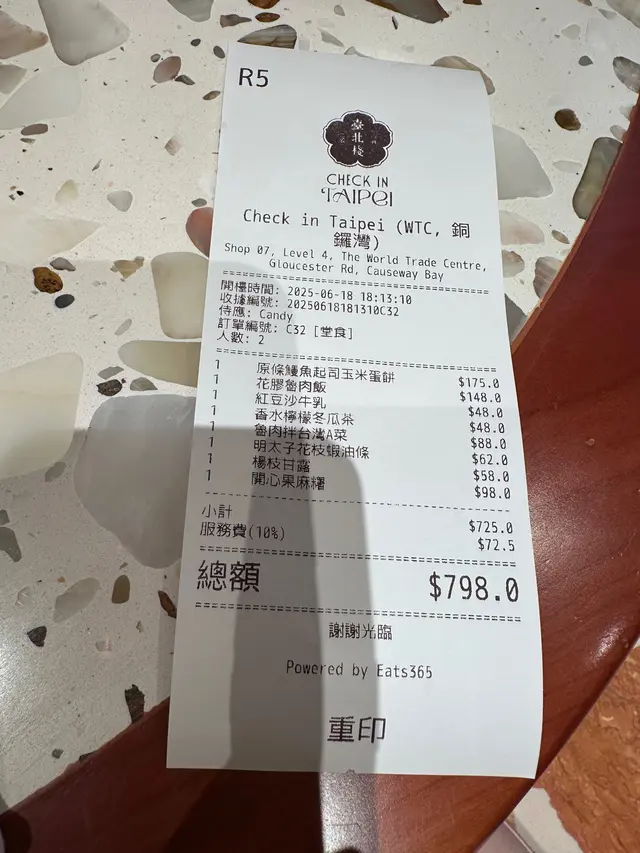 R5
臺北棧
CHECK IN
TAIPEI
Check in Taipei (WTC, 銅
鑼灣)
Shop 07, Level 4, The World Trade Centre,
Gloucester Rd, Causeway Bay
開檯時間: 2025-06-18 18:13:10
收據編號: 20250618181310C32
侍應: Candy
訂單編號: C32 [堂食]
人數: 2
1 原條鰻魚起司玉米蛋餅 $175.0
1 花膠魯肉飯 $148.0
1 紅豆沙牛乳 $48.0
1 香水檸檬冬瓜茶 $48.0
1 魯肉拌台灣A菜 $88.0
1 明太子花枝蝦油條 $62.0
1 楊枝甘露 $58.0
1 開心果麻糬 $98.0
小計 $725.0
服務費(10%) $72.5
總額 $798.0
謝謝光臨
Powered by Eats365
重印